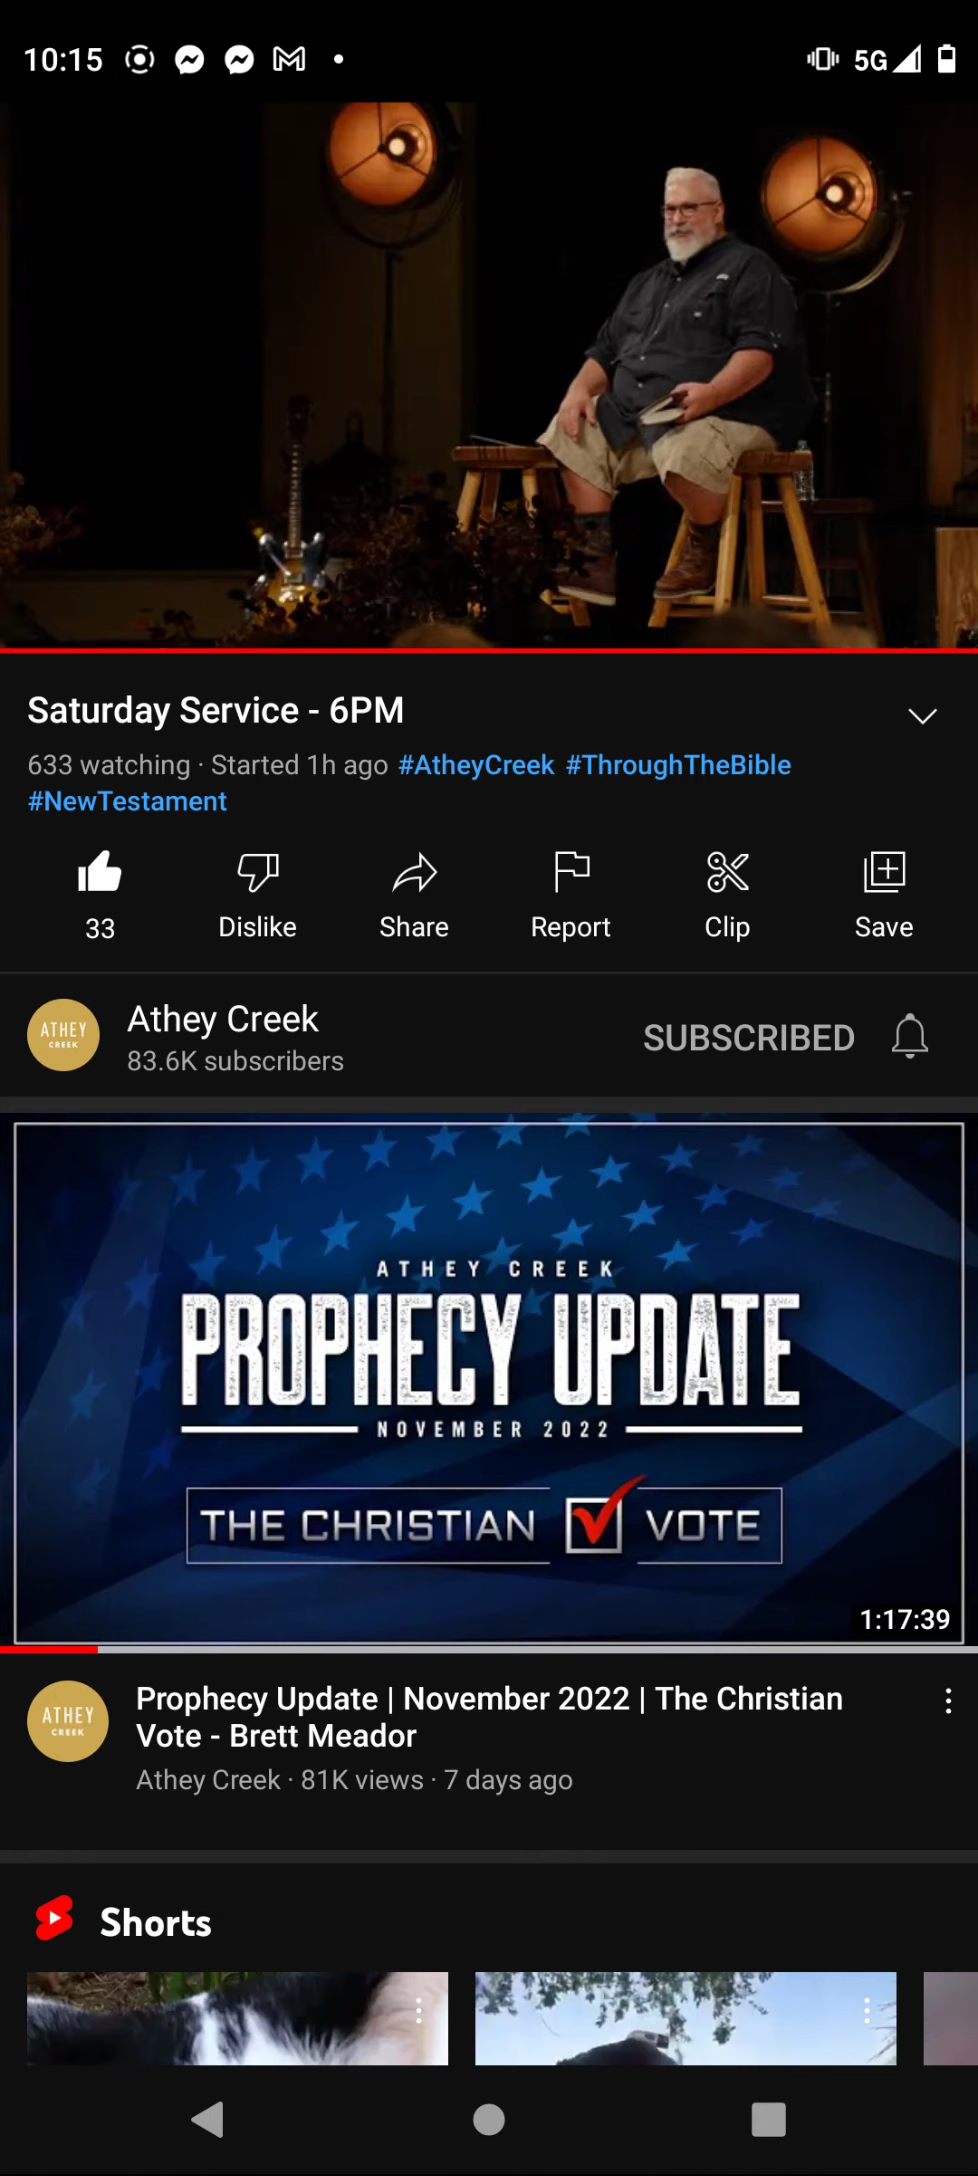 10:15
5G
Saturday Service - 6PM
633 watching · Started 1h ago #AtheyCreek #ThroughTheBible
#NewTestament
33
Dislike
Share
Report
Clip
Save
ATHEY
CREEK
Athey Creek
83.6K subscribers
SUBSCRIBED
ATHEY CREEK
PROPHECY UPDATE
NOVEMBER 2022
THE CHRISTIAN VOTE
1:17:39
ATHEY
CREEK
Prophecy Update | November 2022 | The Christian
Vote - Brett Meador
Athey Creek · 81K views · 7 days ago
Shorts